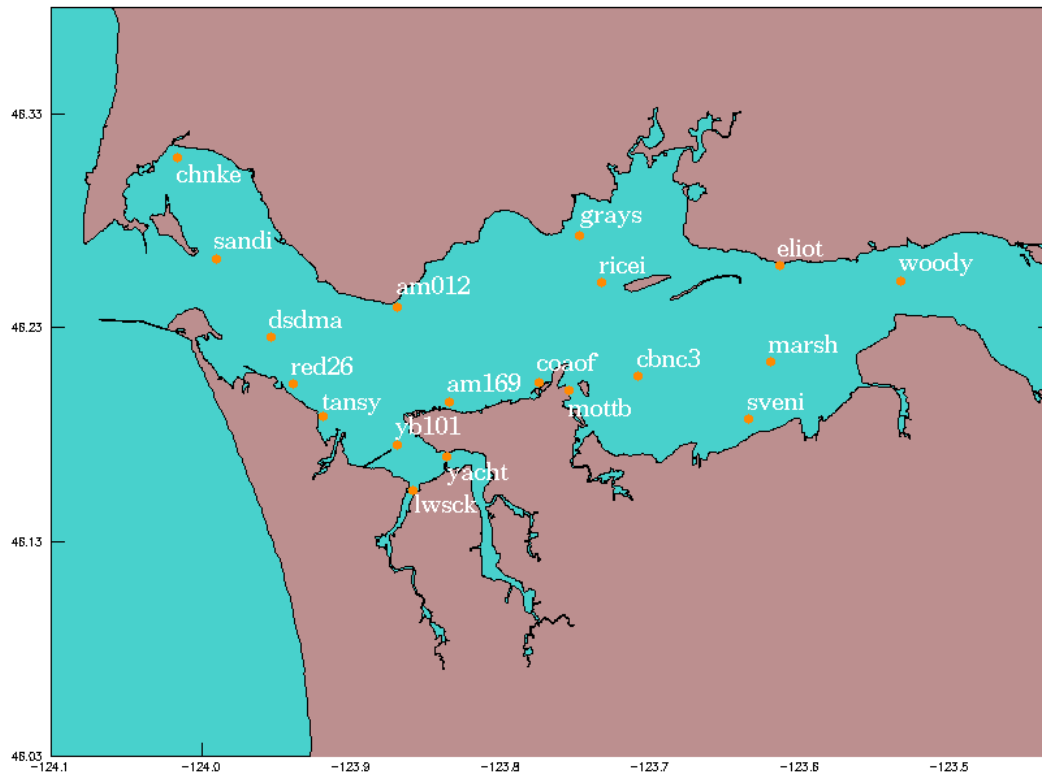 46.33
chnke
grays
sandi
eliot
ricei
woody
am012
46.23
dsdma
marsh
coaof
cbnc3
red26
am169
tansy
mottb
sveni
yb101
yacht
lwsck
46.13
46.03
-124.1
-124.0
-123.9
-123.8
-123.7
-123.6
-123.5